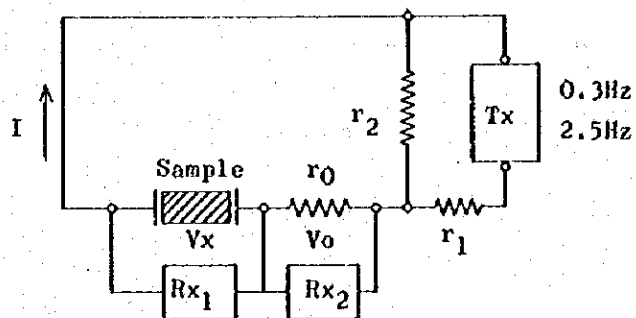 0.3Hz
Tx
2.5Hz
r2
I
Sample
r0
Vx
Vo
r1
Rx1
Rx2